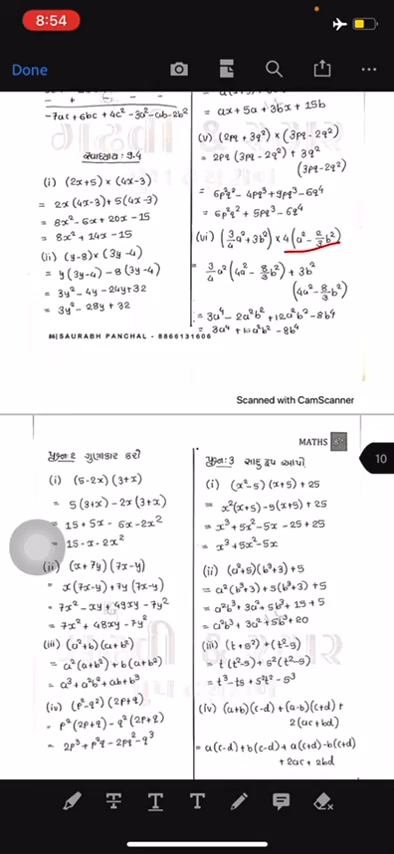 8:54
Done
-7ac + 6bc + 4c² - 3a² - ab - 2b²
સ્વાધ્યાય: 9.4
(i) (2x+5) × (4x-3)
= 2x(4x-3) + 5(4x-3)
= 8x² - 6x + 20x - 15
= 8x² + 14x - 15
(ii) (y-8) × (3y-4)
= y(3y-4) - 8(3y-4)
= 3y² - 4y - 24y + 32
= 3y² - 28y + 32
SAURABH PANCHAL - 8866131606
= ax + 5a + 3bx + 15b
(v) (2pq + 3q²) × (3pq - 2q²)
= 2pq (3pq - 2q²) + 3q²
(3pq - 2q²)
= 6p²q² - 4pq³ + 9pq³ - 6q4
= 6p²q² + 5pq³ - 6q4
(vi) (3/4 a² + 3b²) × 4(a² - 2/3 b²)
= 3/4 a² (4a² - 8/3 b²) + 3b²
(4a² - 8/3 b²)
= 3a⁴ - 2a²b² + 12a²b² - 8b4
= 3a⁴ + 10a²b² - 8b⁴
Scanned with CamScanner
MATHS
10
પ્રશ્ન: 2 ગુણાકાર કરો
(i) (5-2x) (3+x)
= 5(3+x) - 2x(3+x)
= 15 + 5x - 6x - 2x²
= 15 - x - 2x²
(ii) (x+7y) (7x-y)
= x(7x-y) + 7y(7x-y)
= 7x² - xy + 49xy - 7y²
= 7x² + 48xy - 7y²
(iii) (a²+b) (a+b²)
= a²(a+b²) + b(a+b²)
= a³ + a²b² + ab + b³
(iv) (p²-q²) (2p+q)
= p²(2p+q) - q²(2p+q)
= 2p³ + p²q - 2pq² - q³
પ્રશ્ન: 3 સાદું રૂપ આપો
(i) (x²-5) (x+5) + 25
= x²(x+5) - 5(x+5) + 25
= x³ + 5x² - 5x - 25 + 25
= x³ + 5x² - 5x
(ii) (a²+5) (b³+3) + 5
= a²(b³+3) + 5(b³+3) + 5
= a²b³ + 3a² + 5b³ + 15 + 5
= a²b³ + 3a² + 5b³ + 20
(iii) (t+s²) + (t²-s)
= t(t²-s) + s²(t²-s)
= t³ - ts + s²t² - s³
(iv) (a+b) (c-d) + (a-b) (c+d) +
2(ac + bd)
= a(c-d) + b(c-d) + a(c+d) - b(c+d)
+ 2ac + 2bd